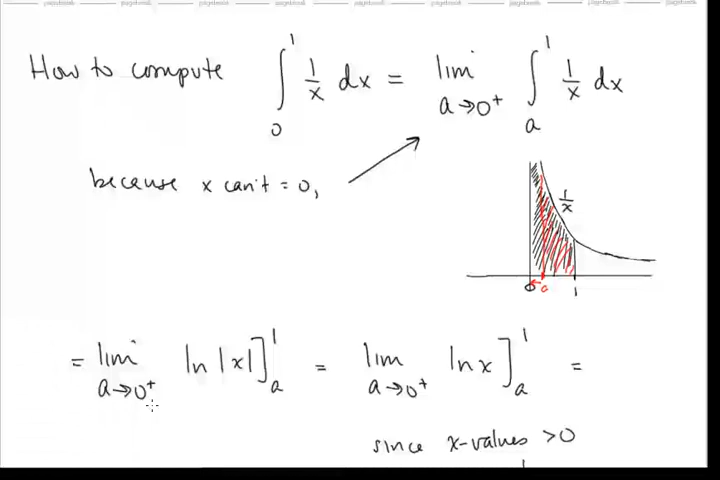 How to compute ∫₀¹ 1/x dx = lim a→0⁺ ∫ₐ¹ 1/x dx
because x can't = 0,
1/x
0 a 1
= lim a→0⁺ ln |x|]ₐ¹ = lim a→0⁺ ln x]ₐ¹ =
since x-values >0